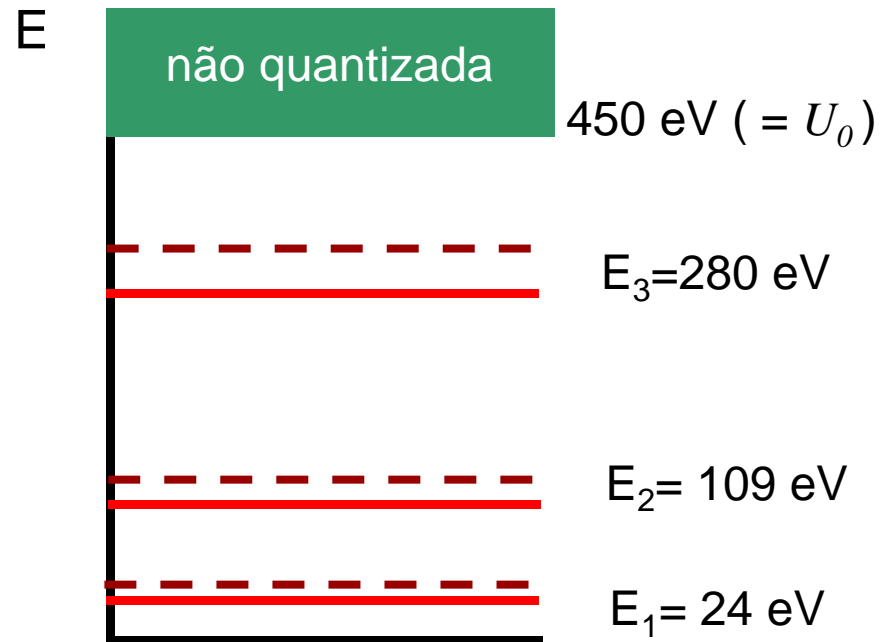 E
não quantizada
450 eV ( = U₀ )
E₃=280 eV
E₂= 109 eV
E₁= 24 eV